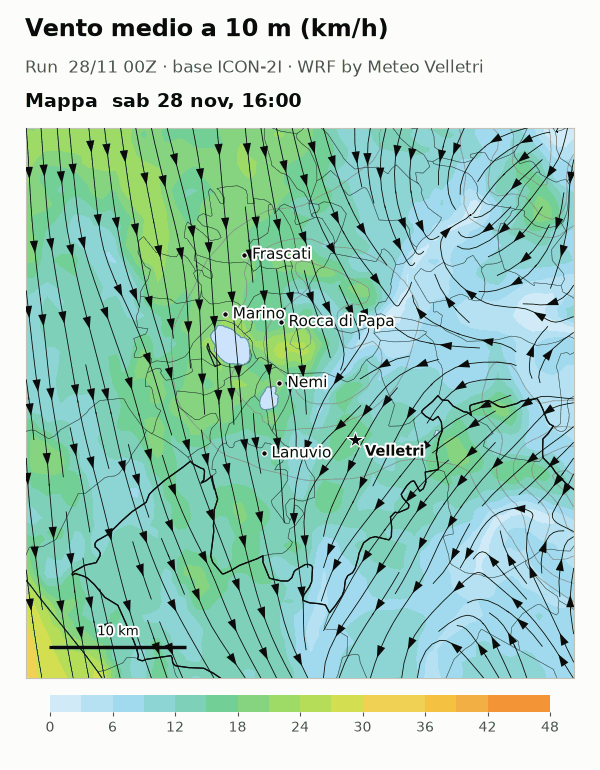 Vento medio a 10 m (km/h)
Run 28/11 00Z · base ICON-2I · WRF by Meteo Velletri
Mappa sab 28 nov, 16:00
Frascati
Marino
Rocca di Papa
Nemi
Velletri
Lanuvio
10 km
0 6 12 18 24 30 36 42 48